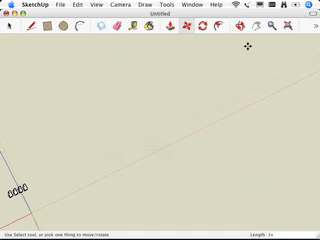 SketchUp File Edit View Camera Draw Tools Window Help
Untitled
Use Select tool, or pick one thing to move/rotate Length 1"